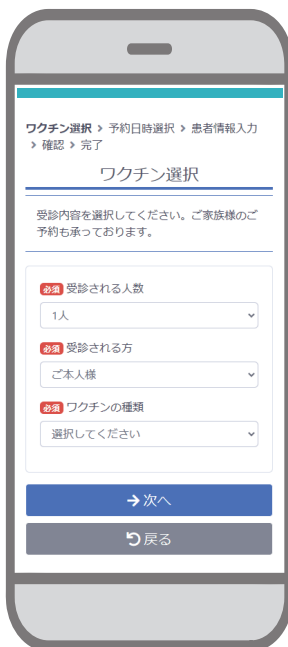 ワクチン選択 > 予約日時選択 > 患者情報入力
> 確認 > 完了
ワクチン選択
受診内容を選択してください。ご家族様のご
予約も承っております。
必須 受診される人数
1人
必須 受診される方
ご本人様
必須 ワクチンの種類
選択してください
→次へ
戻る